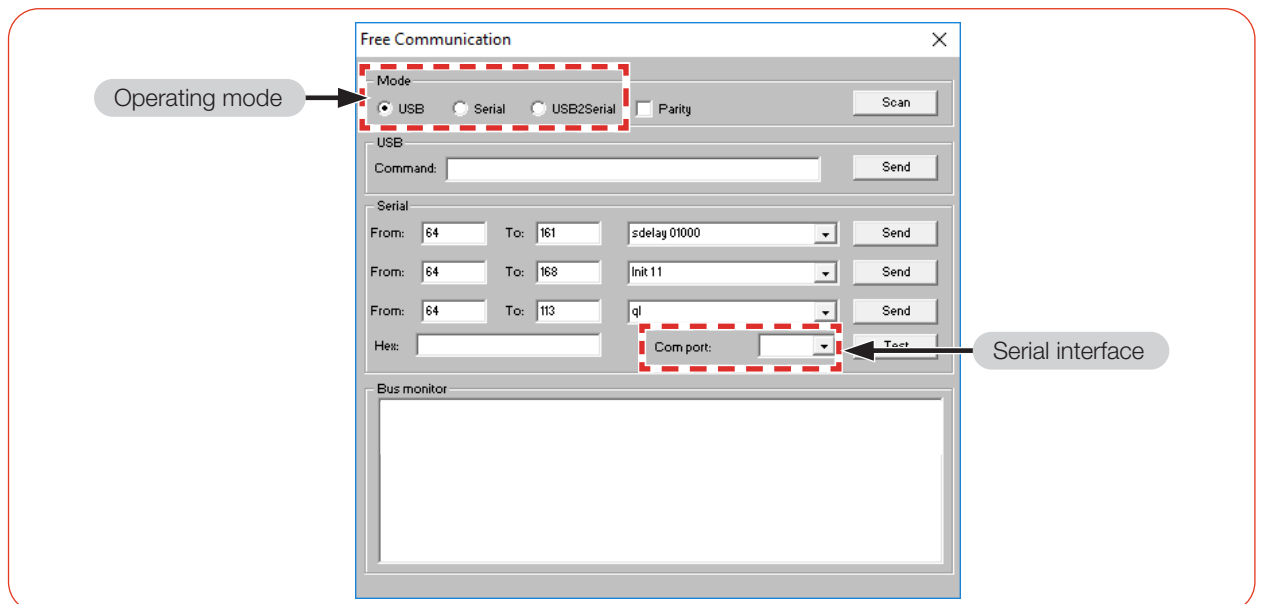 Free Communication
Mode
Operating mode
USB Serial USB2Serial Parity Scan
USB
Command: Send
Serial
From: 64 To: 161 sdelay 01000 Send
From: 64 To: 168 Init 11 Send
From: 64 To: 113 ql Send
Hex: Com port: Test
Serial interface
Bus monitor